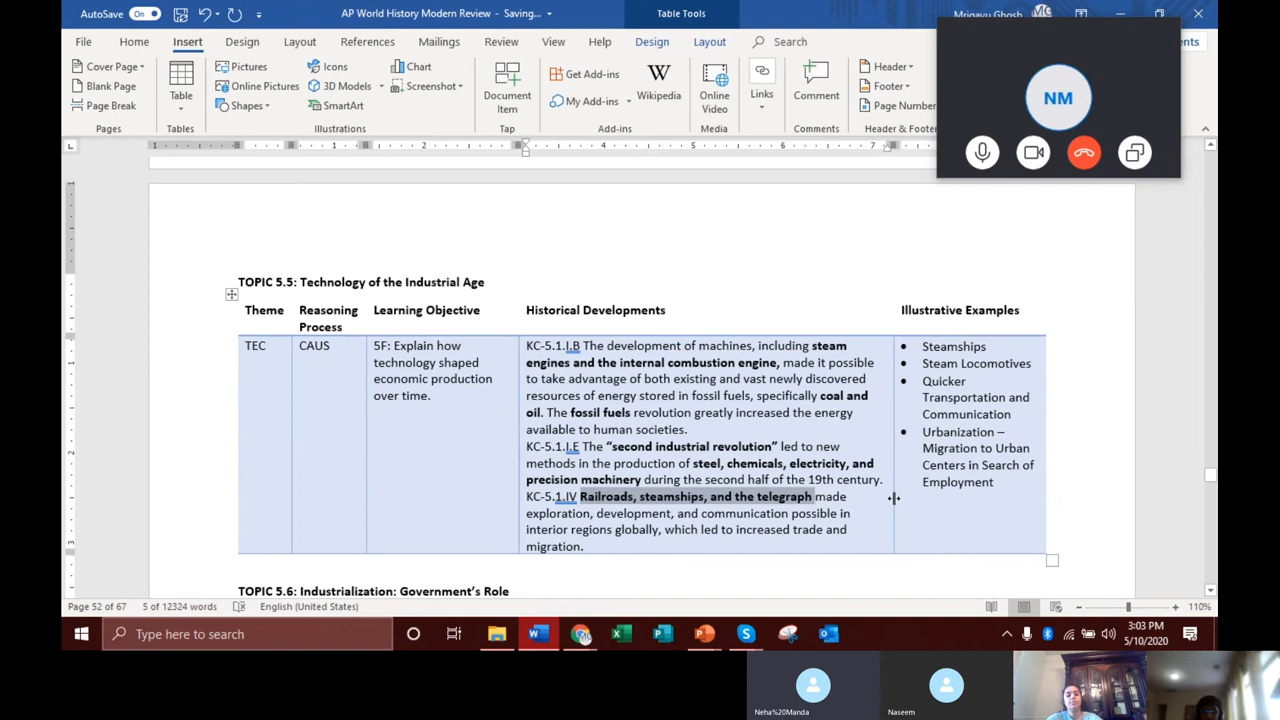 AutoSave On AP World History Modern Review - Saving... Table Tools Mrigayu Ghosh MG
File Home Insert Design Layout References Mailings Review View Help Design Layout Search
Cover Page Blank Page Page Break Pages
Table Tables
Pictures Online Pictures Shapes Icons 3D Models SmartArt Chart Screenshot Illustrations
Document Item Tap
Get Add-ins My Add-ins Wikipedia Add-ins
Online Video Media
Links
Comment Comments
Header Footer Page Number Header & Footer
NM
TOPIC 5.5: Technology of the Industrial Age
Theme Reasoning Process Learning Objective Historical Developments Illustrative Examples
TEC
CAUS
5F: Explain how
technology shaped
economic production
over time.
KC-5.1.I.B The development of machines, including steam
engines and the internal combustion engine, made it possible
to take advantage of both existing and vast newly discovered
resources of energy stored in fossil fuels, specifically coal and
oil. The fossil fuels revolution greatly increased the energy
available to human societies.
KC-5.1.I.E The “second industrial revolution” led to new
methods in the production of steel, chemicals, electricity, and
precision machinery during the second half of the 19th century.
KC-5.1.IV Railroads, steamships, and the telegraph made
exploration, development, and communication possible in
interior regions globally, which led to increased trade and
migration.
• Steamships
• Steam Locomotives
• Quicker
Transportation and
Communication
• Urbanization –
Migration to Urban
Centers in Search of
Employment
TOPIC 5.6: Industrialization: Government’s Role
Page 52 of 67 5 of 12324 words English (United States) 110%
Type here to search
3:03 PM
5/10/2020
Neha%20Manda Naseem